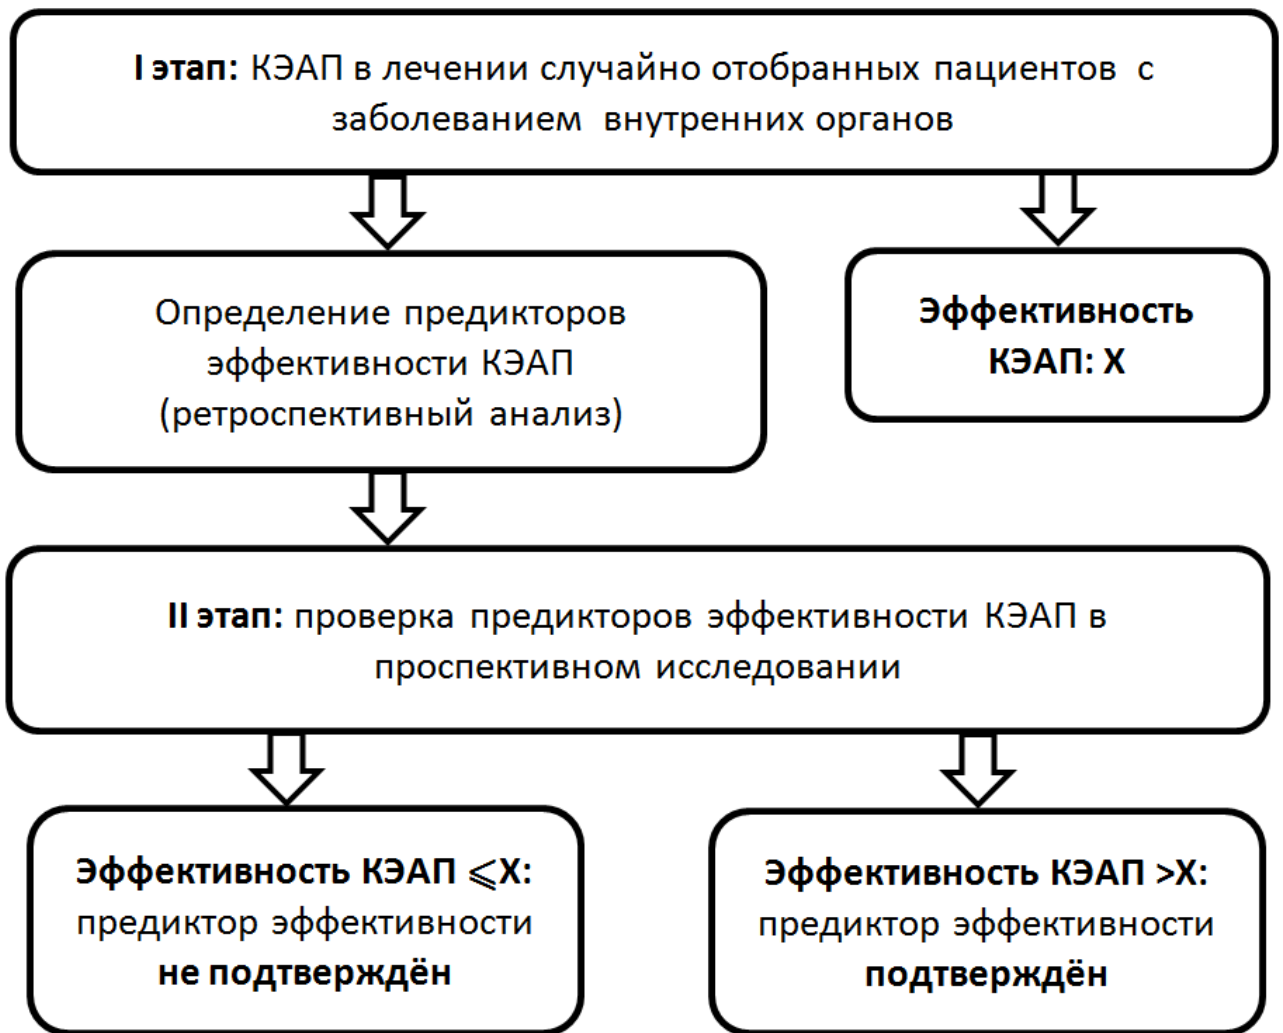 I этап: КЭАП в лечении случайно отобранных пациентов с
заболеванием внутренних органов
Определение предикторов
эффективности КЭАП
(ретроспективный анализ)
Эффективность
КЭАП: X
II этап: проверка предикторов эффективности КЭАП в
проспективном исследовании
Эффективность КЭАП ⩽X:
предиктор эффективности
не подтверждён
Эффективность КЭАП >X:
предиктор эффективности
подтверждён